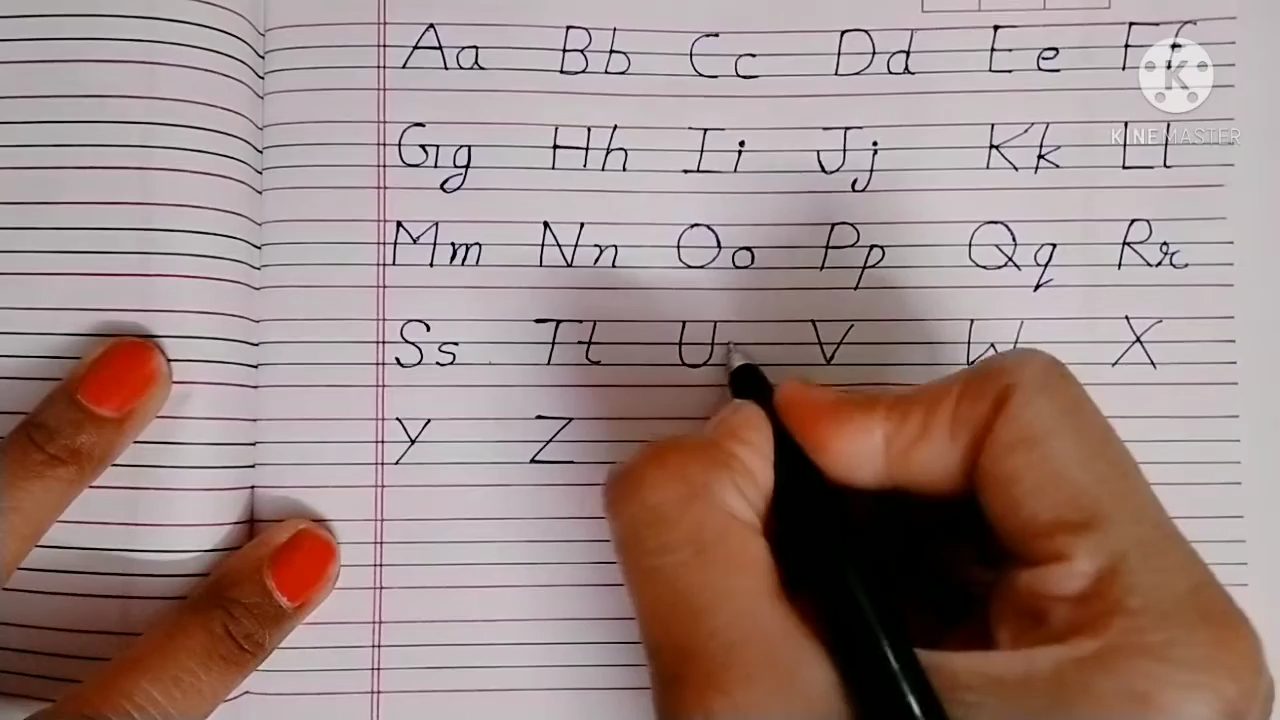 Aa Bb Cc Dd Ee Ff
Gg Hh Ii Jj Kk Ll
Mm Nn Oo Pp Qq Rr
Ss Tt U V W X
Y Z
K
KINEMASTER